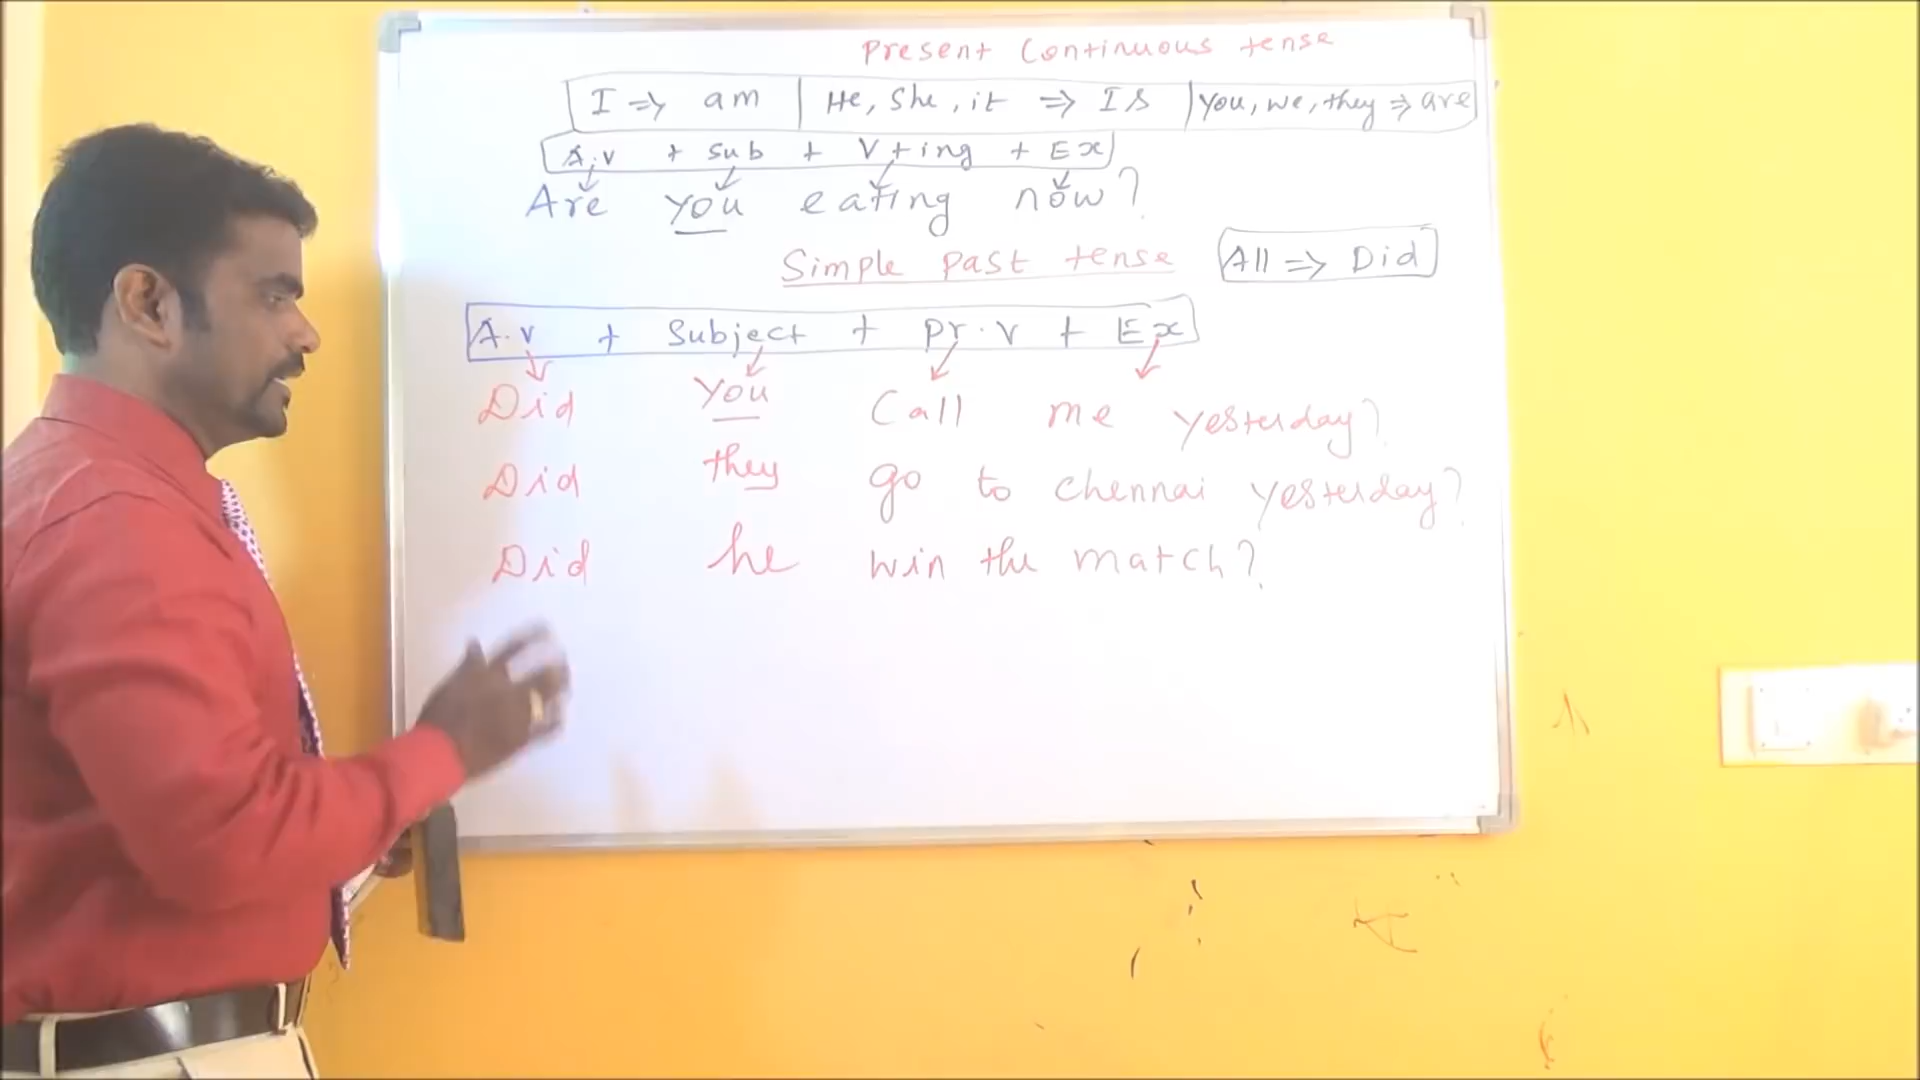 Present Continuous tense
I => am | He, She, it => Is | You, we, they => are
A.v + Sub + V+ing + Ex
Are you eating now?
Simple past tense All => Did
A.v + Subject + pr.v + Ex
Did You Call me yesterday?
Did they go to chennai yesterday?
Did he win the match?